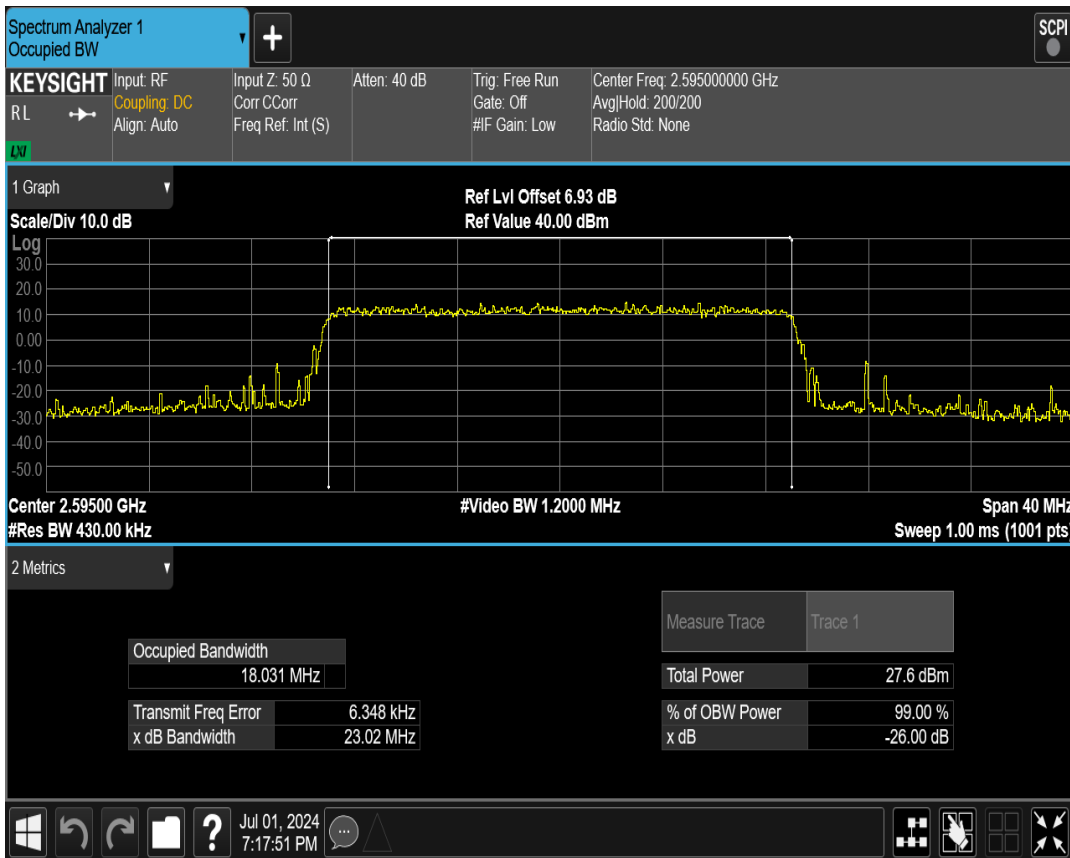 Spectrum Analyzer 1
Occupied BW
+
SCPI
KEYSIGHT
R L
LXI
Input: RF
Coupling: DC
Align: Auto
Input Z: 50 Ω
Corr CCorr
Freq Ref: Int (S)
Atten: 40 dB
Trig: Free Run
Gate: Off
#IF Gain: Low
Center Freq: 2.595000000 GHz
Avg|Hold: 200/200
Radio Std: None
1 Graph
Scale/Div 10.0 dB
Ref Lvl Offset 6.93 dB
Ref Value 40.00 dBm
Log
30.0
20.0
10.0
0.00
-10.0
-20.0
-30.0
-40.0
-50.0
Center 2.59500 GHz
#Video BW 1.2000 MHz
Span 40 MHz
#Res BW 430.00 kHz
Sweep 1.00 ms (1001 pts)
2 Metrics
Measure Trace Trace 1
Occupied Bandwidth
18.031 MHz
Total Power 27.6 dBm
Transmit Freq Error 6.348 kHz
% of OBW Power 99.00 %
x dB Bandwidth 23.02 MHz
x dB -26.00 dB
?
Jul 01, 2024
7:17:51 PM